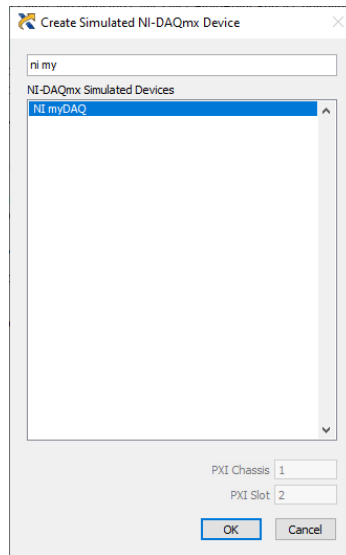 Create Simulated NI-DAQmx Device
ni my
NI-DAQmx Simulated Devices
NI myDAQ
PXI Chassis 1
PXI Slot 2
OK Cancel